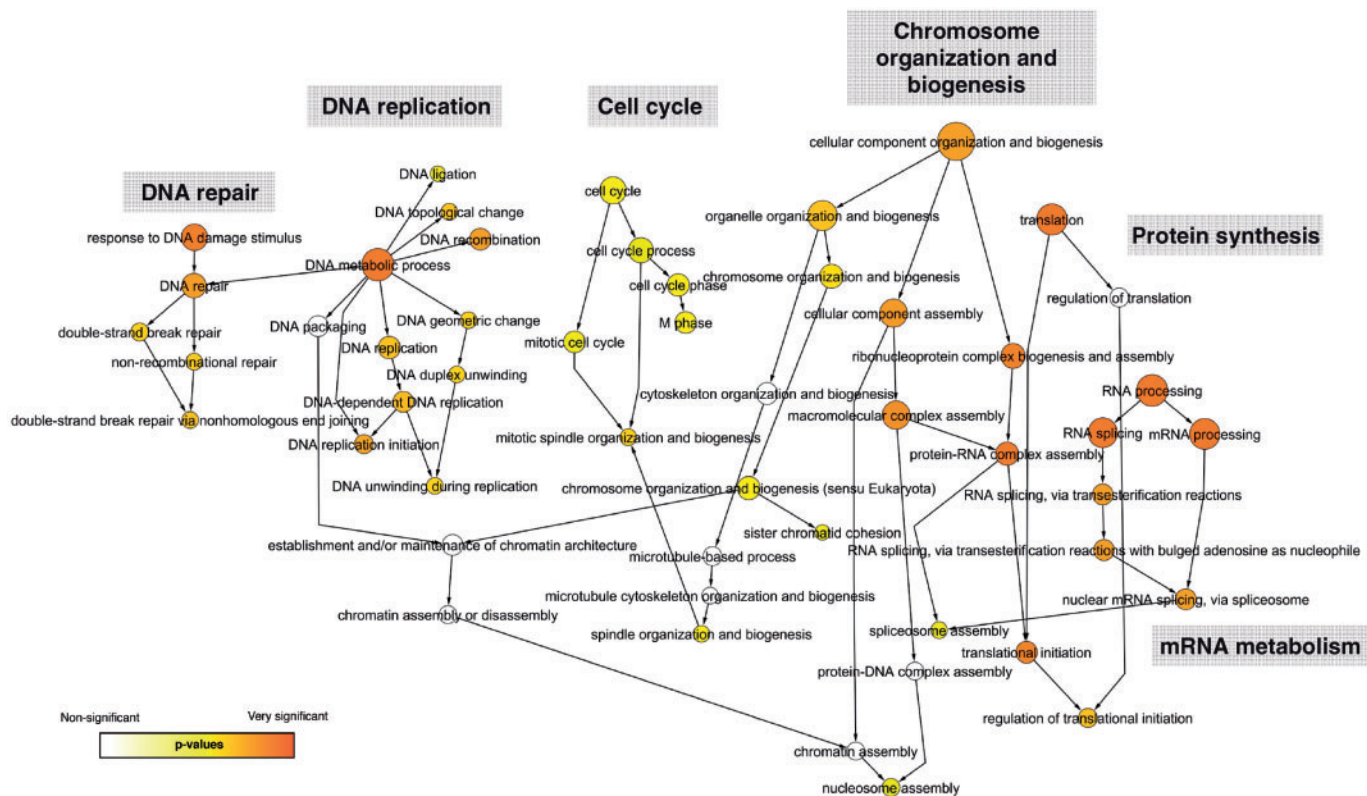 Chromosome
organization and
biogenesis
DNA replication
Cell cycle
cellular component organization and biogenesis
DNA repair
DNA ligation
cell cycle
DNA topological change
organelle organization and biogenesis
translation
response to DNA damage stimulus
DNA recombination
Protein synthesis
cell cycle process
DNA metabolic process
chromosome organization and biogenesis
DNA repair
cell cycle phase
regulation of translation
DNA packaging
DNA geometric change
M phase
cellular component assembly
double-strand break repair
mitotic cell cycle
DNA replication
ribonucleoprotein complex biogenesis and assembly
non-recombinational repair
DNA duplex unwinding
cytoskeleton organization and biogenesis
RNA processing
DNA-dependent DNA replication
double-strand break repair via nonhomologous end joining
macromolecular complex assembly
DNA replication initiation
mitotic spindle organization and biogenesis
RNA splicing
mRNA processing
protein-RNA complex assembly
DNA unwinding during replication
chromosome organization and biogenesis (sensu Eukaryota)
RNA splicing, via transesterification reactions
sister chromatid cohesion
establishment and/or maintenance of chromatin architecture
microtubule-based process
RNA splicing, via transesterification reactions with bulged adenosine as nucleophile
microtubule cytoskeleton organization and biogenesis
nuclear mRNA splicing, via spliceosome
chromatin assembly or disassembly
spindle organization and biogenesis
spliceosome assembly
translational initiation
mRNA metabolism
protein-DNA complex assembly
Non-significant
Very significant
regulation of translational initiation
p-values
chromatin assembly
nucleosome assembly